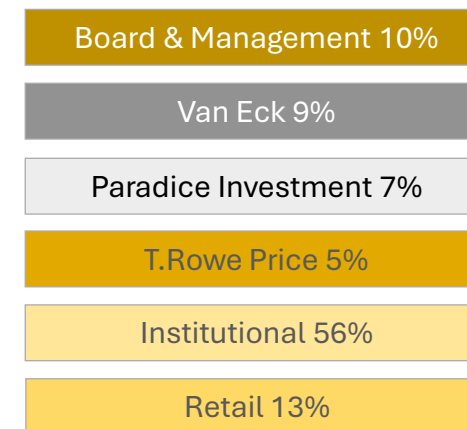 Board & Management 10%
Van Eck 9%
Paradice Investment 7%
T.Rowe Price 5%
Institutional 56%
Retail 13%